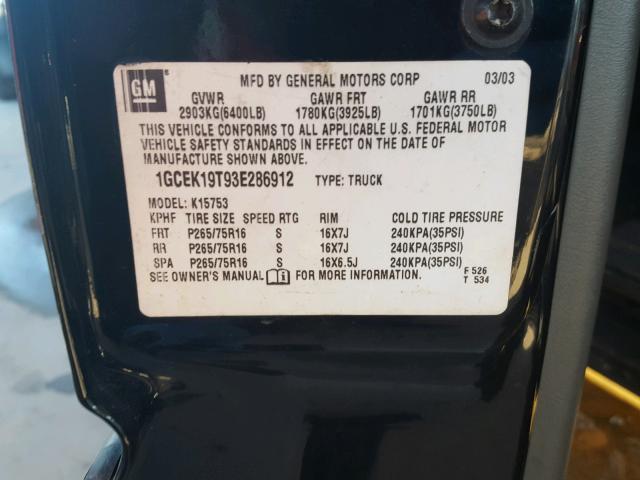 GM
MFD BY GENERAL MOTORS CORP 03/03
GVWR GAWR FRT GAWR RR
2903KG(6400LB) 1780KG(3925LB) 1701KG(3750LB)
THIS VEHICLE CONFORMS TO ALL APPLICABLE U.S. FEDERAL MOTOR
VEHICLE SAFETY STANDARDS IN EFFECT ON THE DATE OF
MANUFACTURE SHOWN ABOVE.
1GCEK19T93E286912 TYPE: TRUCK
MODEL: K15753
KPHF TIRE SIZE SPEED RTG RIM COLD TIRE PRESSURE
FRT P265/75R16 S 16X7J 240KPA(35PSI)
RR P265/75R16 S 16X7J 240KPA(35PSI)
SPA P265/75R16 S 16X6.5J 240KPA(35PSI)
SEE OWNER'S MANUAL FOR MORE INFORMATION.
F 526
T 534